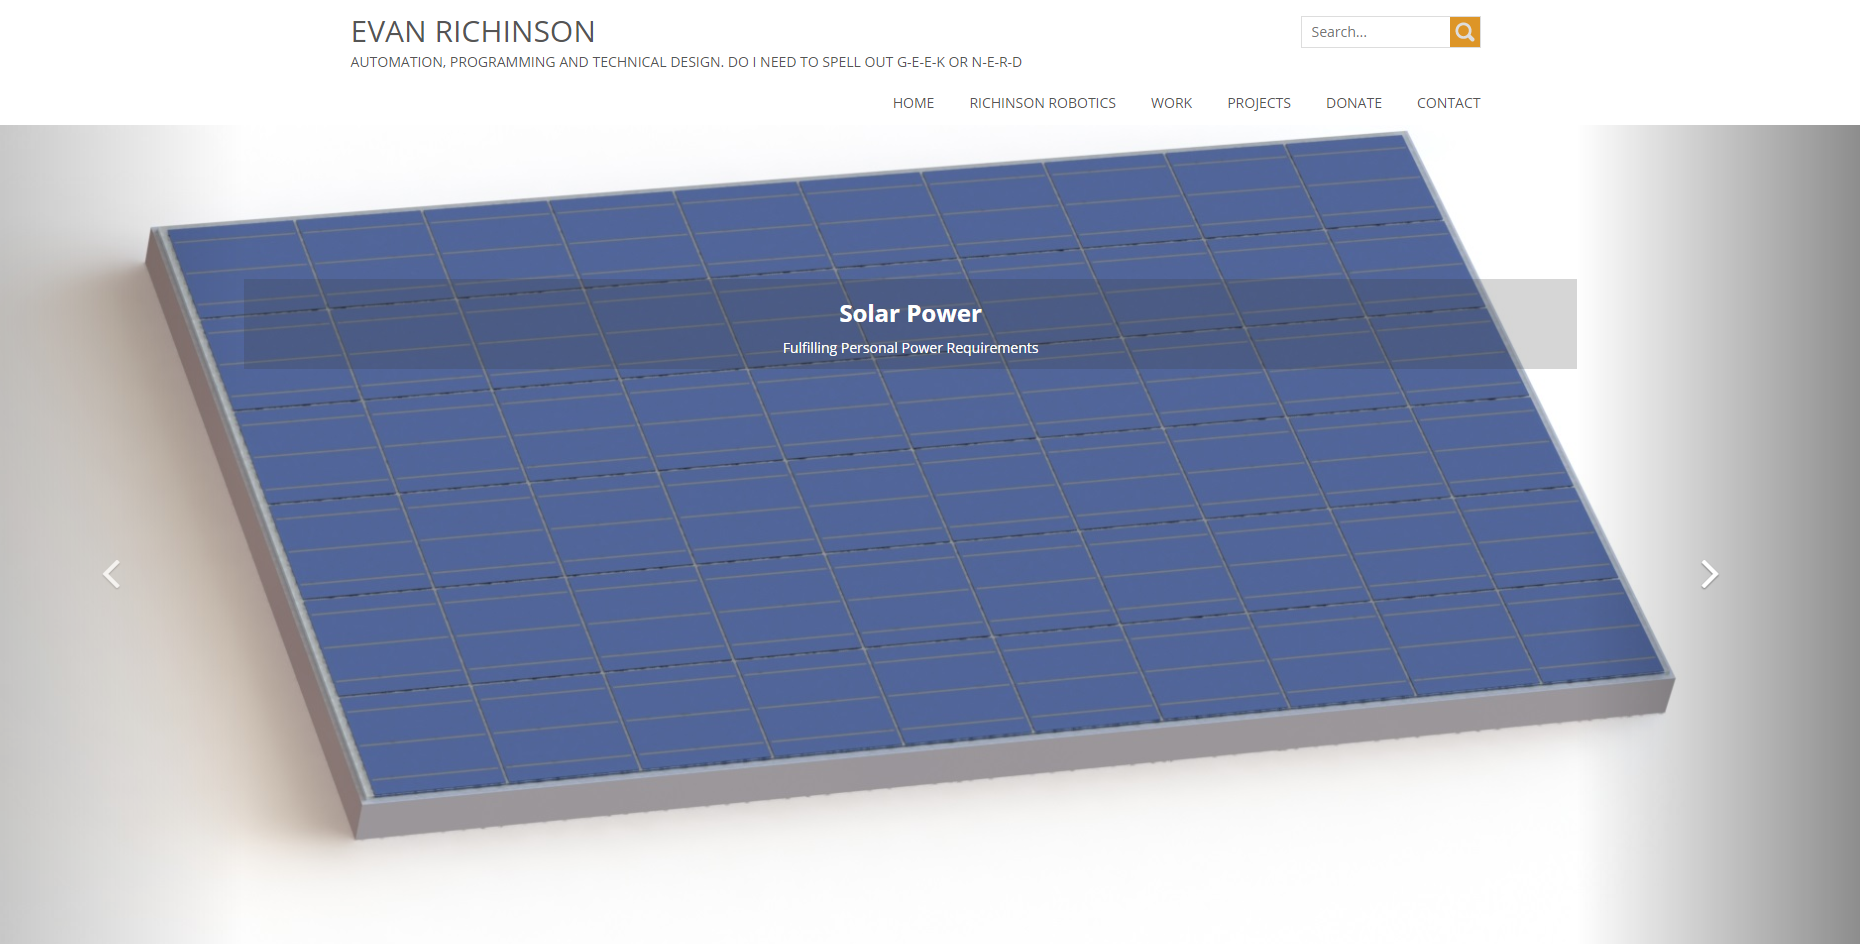 EVAN RICHINSON
AUTOMATION, PROGRAMMING AND TECHNICAL DESIGN. DO I NEED TO SPELL OUT G-E-E-K OR N-E-R-D
Search...
HOME RICHINSON ROBOTICS WORK PROJECTS DONATE CONTACT
Solar Power
Fulfilling Personal Power Requirements